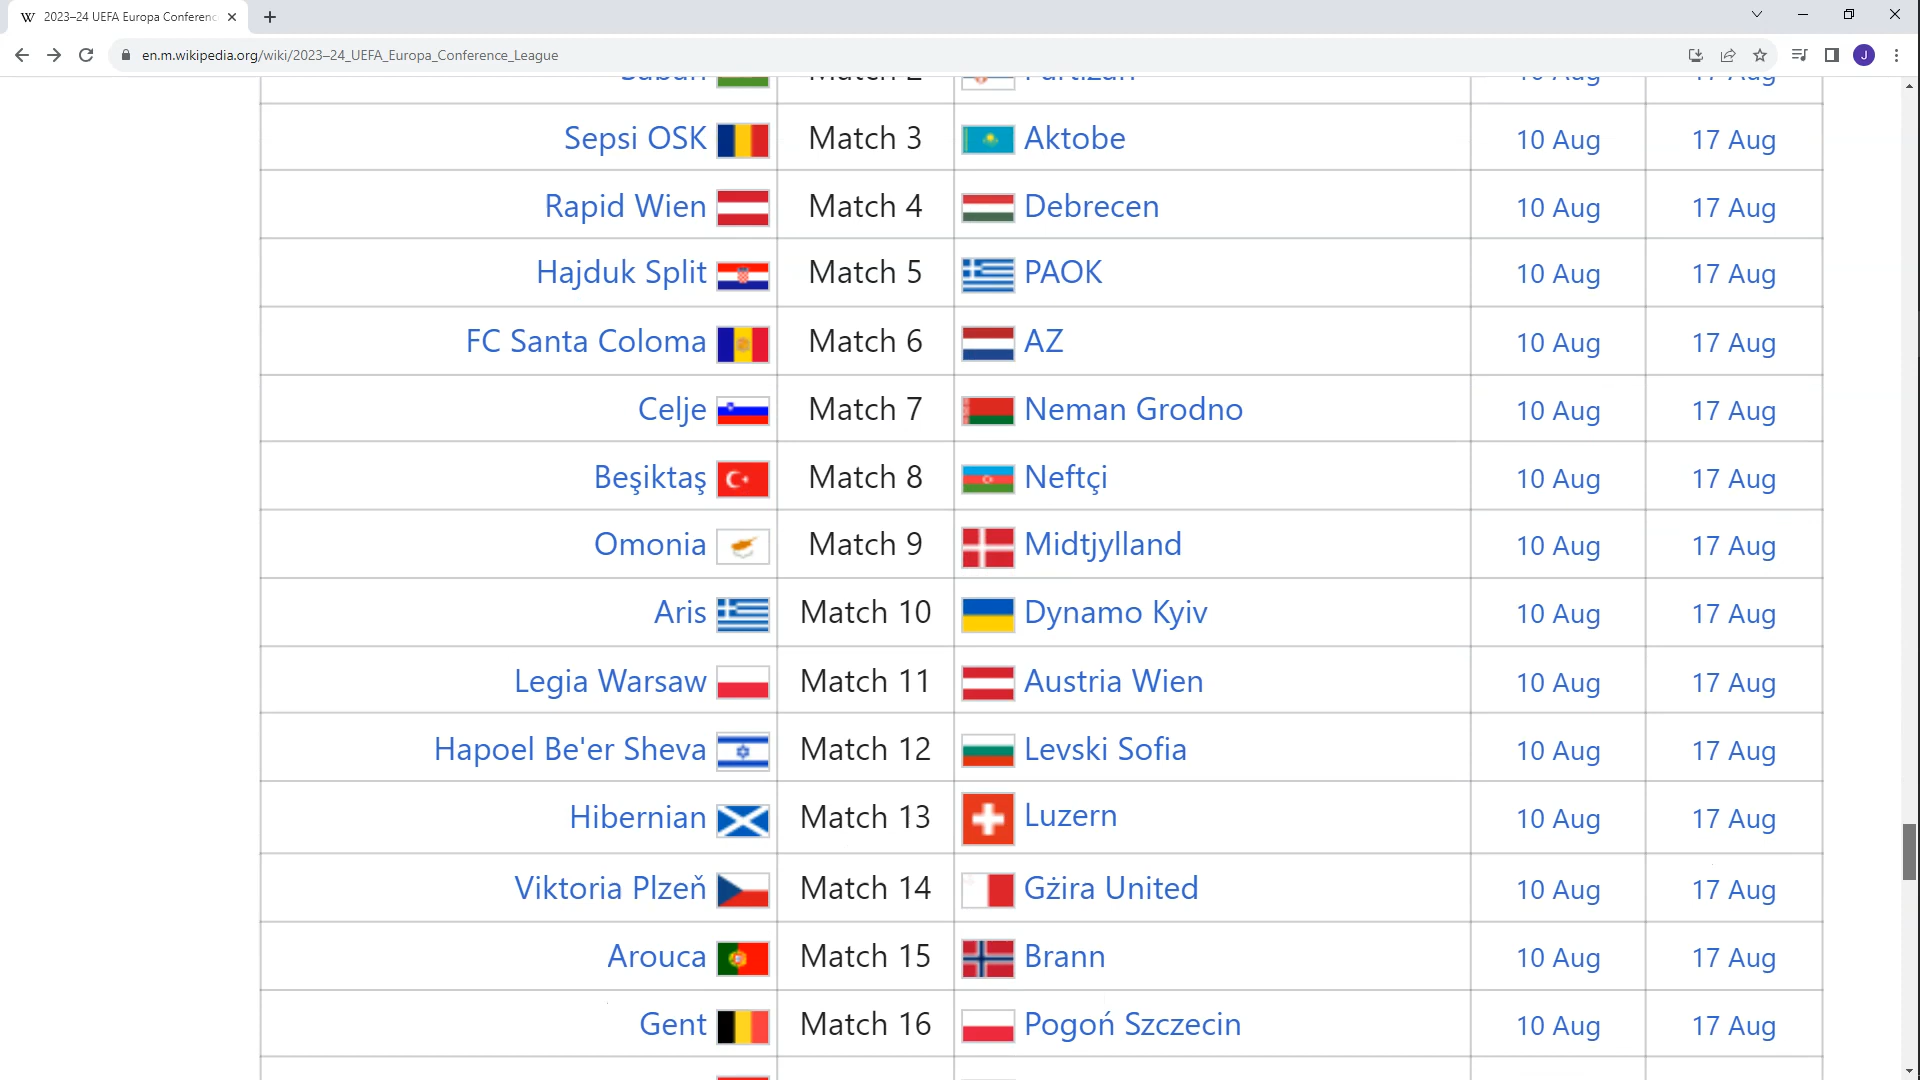 2023–24 UEFA Europa Conferenc
en.m.wikipedia.org/wiki/2023–24_UEFA_Europa_Conference_League
J
Match 2 Partizan 10 Aug 17 Aug
Sepsi OSK Match 3 Aktobe 10 Aug 17 Aug
Rapid Wien Match 4 Debrecen 10 Aug 17 Aug
Hajduk Split Match 5 PAOK 10 Aug 17 Aug
FC Santa Coloma Match 6 AZ 10 Aug 17 Aug
Celje Match 7 Neman Grodno 10 Aug 17 Aug
Beşiktaş Match 8 Neftçi 10 Aug 17 Aug
Omonia Match 9 Midtjylland 10 Aug 17 Aug
Aris Match 10 Dynamo Kyiv 10 Aug 17 Aug
Legia Warsaw Match 11 Austria Wien 10 Aug 17 Aug
Hapoel Be'er Sheva Match 12 Levski Sofia 10 Aug 17 Aug
Hibernian Match 13 Luzern 10 Aug 17 Aug
Viktoria Plzeň Match 14 Gżira United 10 Aug 17 Aug
Arouca Match 15 Brann 10 Aug 17 Aug
Gent Match 16 Pogoń Szczecin 10 Aug 17 Aug